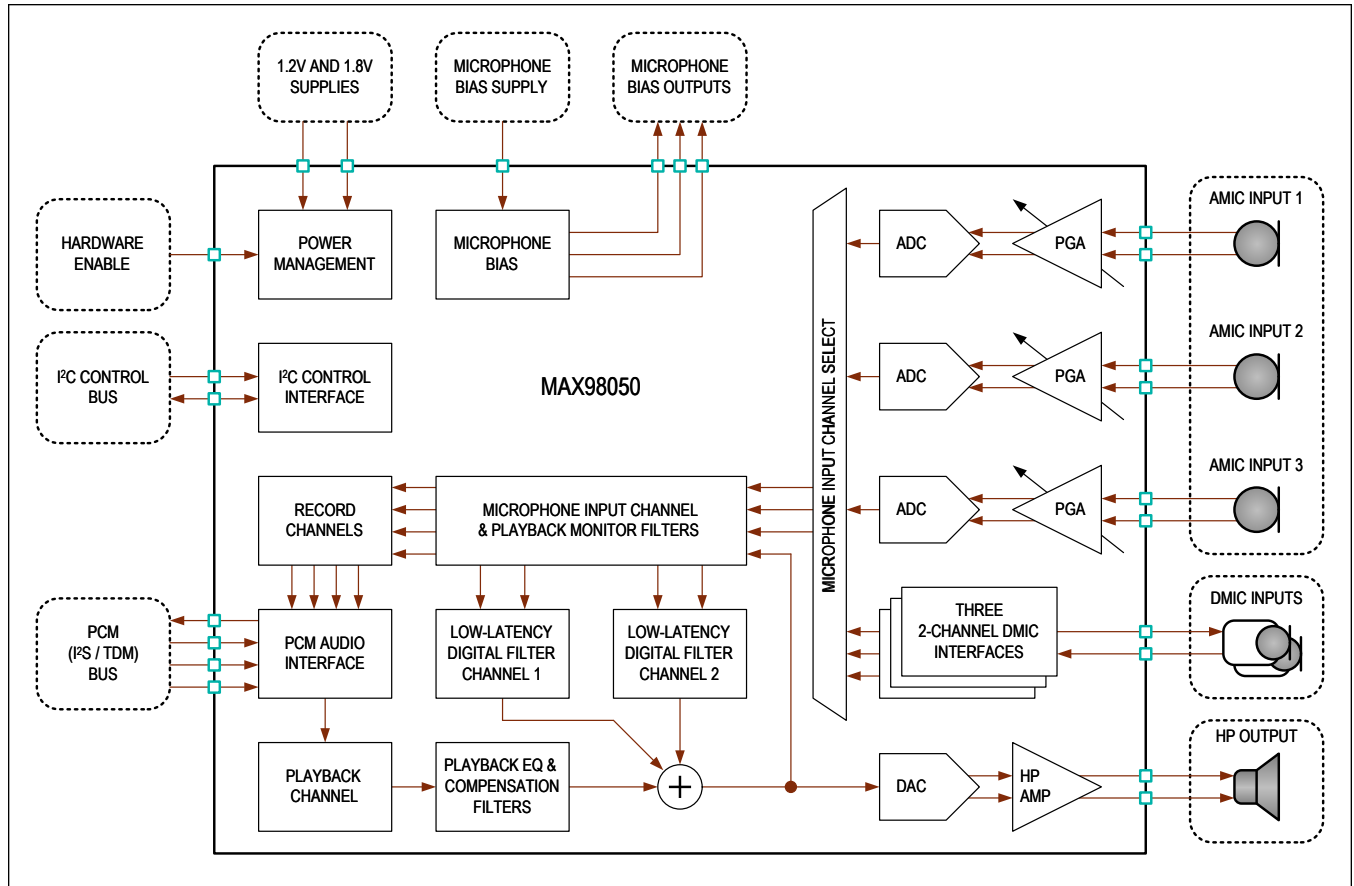 1.2V AND 1.8V
SUPPLIES
MICROPHONE
BIAS SUPPLY
MICROPHONE
BIAS OUTPUTS
HARDWARE
ENABLE
POWER
MANAGEMENT
MICROPHONE
BIAS
ADC
PGA
AMIC INPUT 1
I²C CONTROL
BUS
I²C CONTROL
INTERFACE
MAX98050
MICROPHONE INPUT CHANNEL SELECT
ADC
PGA
AMIC INPUT 2
RECORD
CHANNELS
MICROPHONE INPUT CHANNEL
& PLAYBACK MONITOR FILTERS
ADC
PGA
AMIC INPUT 3
PCM
(I²S / TDM)
BUS
PCM AUDIO
INTERFACE
LOW-LATENCY
DIGITAL FILTER
CHANNEL 1
LOW-LATENCY
DIGITAL FILTER
CHANNEL 2
THREE
2-CHANNEL DMIC
INTERFACES
DMIC INPUTS
PLAYBACK
CHANNEL
PLAYBACK EQ &
COMPENSATION
FILTERS
+
DAC
HP
AMP
HP OUTPUT